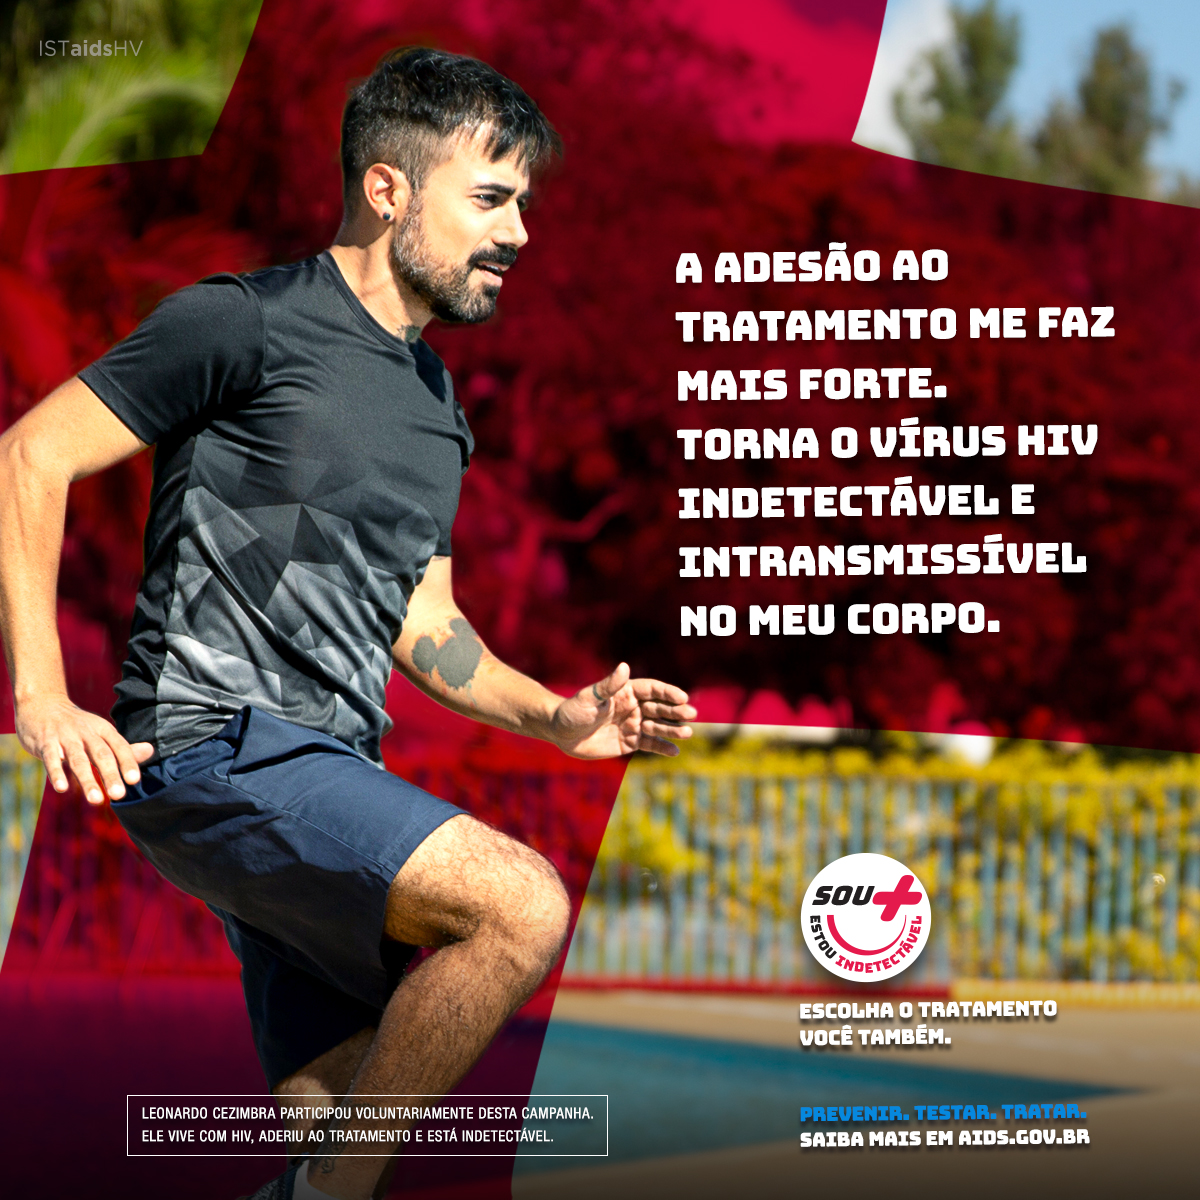 ISTaidsHV
A ADESÃO AO
TRATAMENTO ME FAZ
MAIS FORTE.
TORNA O VÍRUS HIV
INDETECTÁVEL E
INTRANSMISSÍVEL
NO MEU CORPO.
SOU+
ESTOU INDETECTÁVEL
ESCOLHA O TRATAMENTO
VOCÊ TAMBÉM.
LEONARDO CEZIMBRA PARTICIPOU VOLUNTARIAMENTE DESTA CAMPANHA.
ELE VIVE COM HIV, ADERIU AO TRATAMENTO E ESTÁ INDETECTÁVEL.
PREVENIR. TESTAR. TRATAR.
SAIBA MAIS EM AIDS.GOV.BR